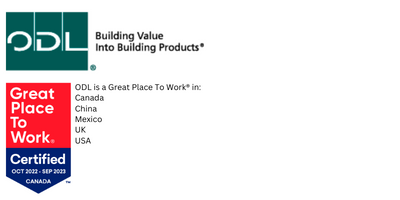 ODL®
Building Value
Into Building Products®
Great
Place
To
Work®
Certified
OCT 2022 - SEP 2023
CANADA
™
ODL is a Great Place To Work® in:
Canada
China
Mexico
UK
USA